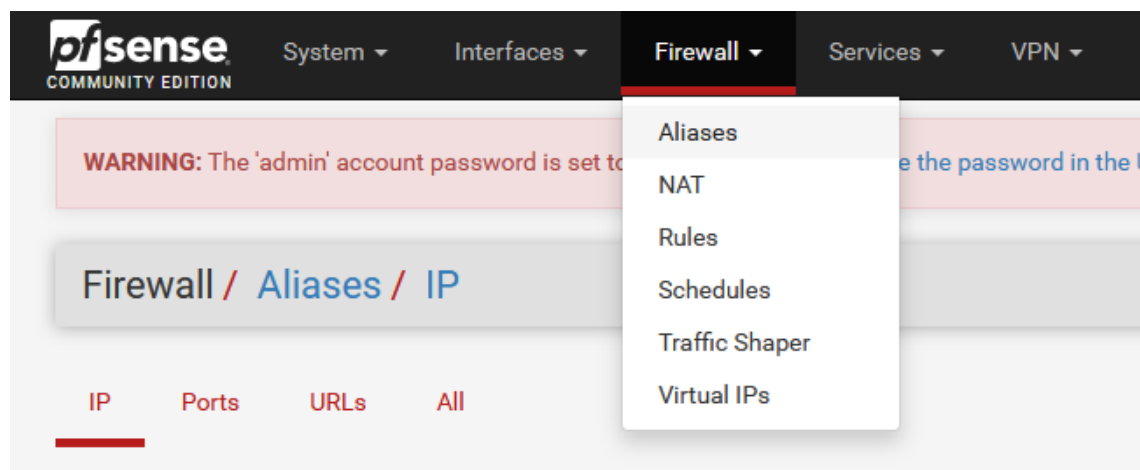 pfsense
COMMUNITY EDITION
System Interfaces Firewall Services VPN
Aliases
NAT
Rules
Schedules
Traffic Shaper
Virtual IPs
WARNING: The 'admin' account password is set to
the password in the
Firewall / Aliases / IP
IP Ports URLs All